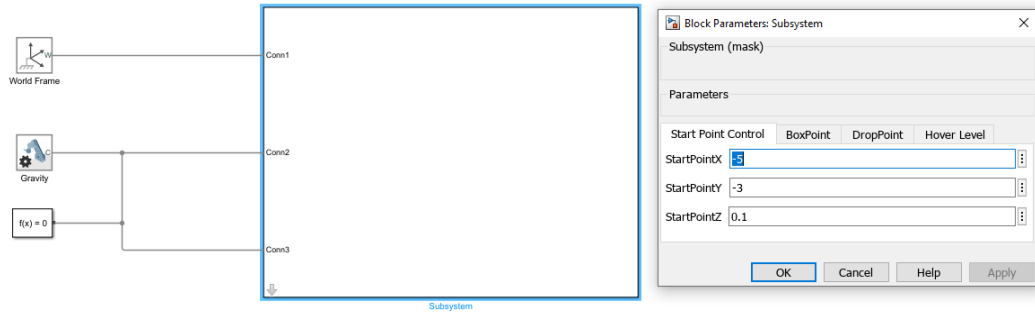 W
World Frame
Conn1
C
Gravity
Conn2
f(x) = 0
Conn3
Subsystem
Block Parameters: Subsystem
Subsystem (mask)
Parameters
Start Point Control BoxPoint DropPoint Hover Level
StartPointX -5
StartPointY -3
StartPointZ 0.1
OK Cancel Help Apply